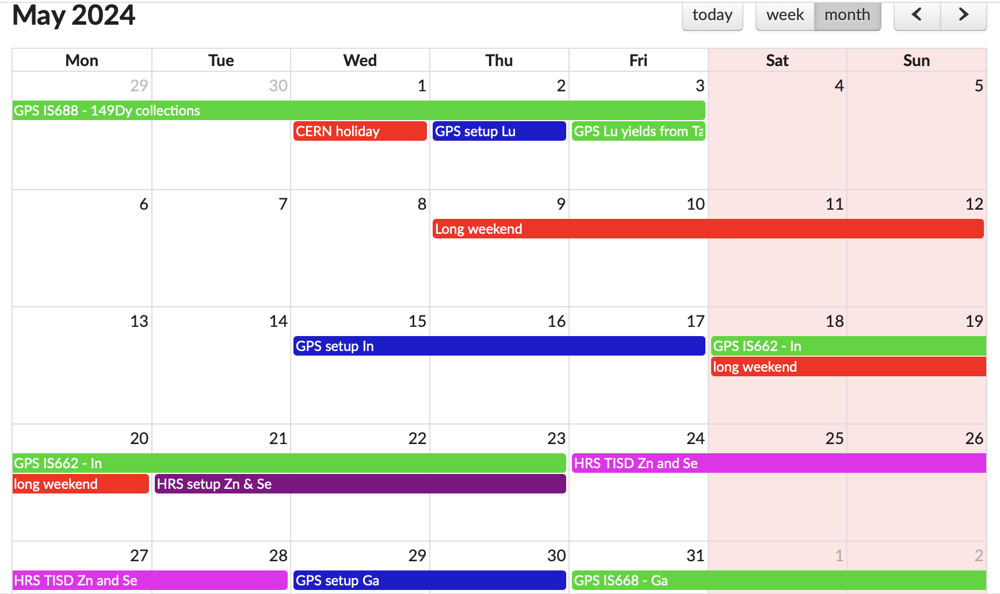 May 2024
today week month
Mon Tue Wed Thu Fri Sat Sun
29 30 1 2 3 4 5
GPS IS688 - 149Dy collections
CERN holiday GPS setup Lu GPS Lu yields from Ta
6 7 8 9 10 11 12
Long weekend
13 14 15 16 17 18 19
GPS setup In GPS IS662 - In
long weekend
20 21 22 23 24 25 26
GPS IS662 - In HRS TISD Zn and Se
long weekend HRS setup Zn & Se
27 28 29 30 31 1 2
HRS TISD Zn and Se GPS setup Ga GPS IS668 - Ga